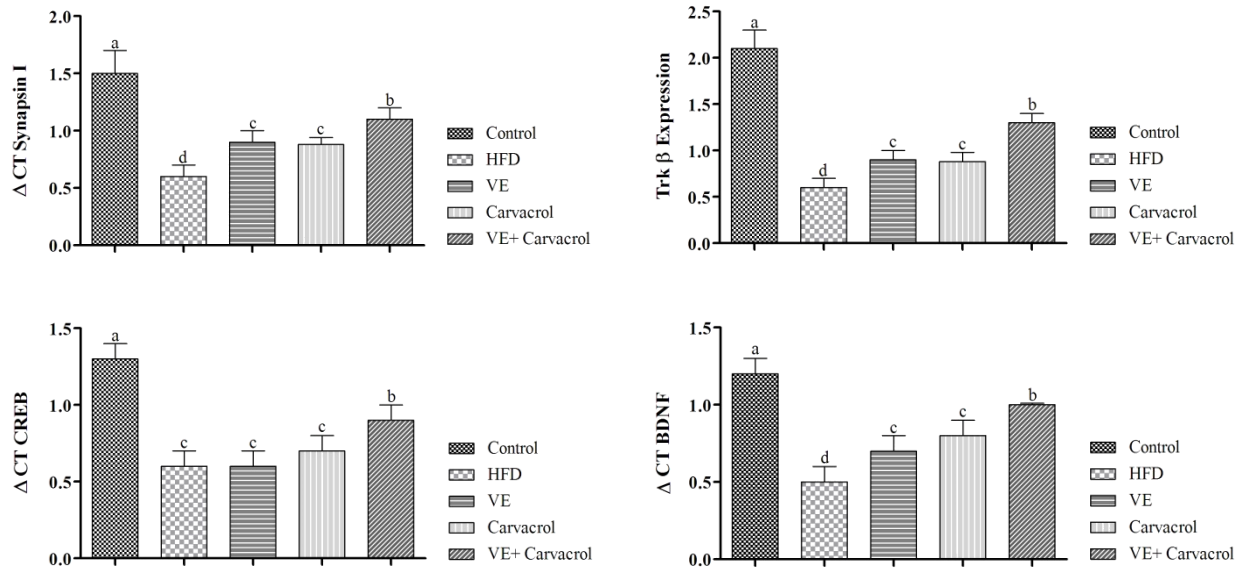 Δ CT Synapsin I
2.0
1.5
1.0
0.5
0.0
a
d
c
c
b
Control
HFD
VE
Carvacrol
VE+ Carvacrol
Trk β Expression
2.5
2.0
1.5
1.0
0.5
0.0
a
d
c
c
b
Control
HFD
VE
Carvacrol
VE+ Carvacrol
Δ CT CREB
1.5
1.0
0.5
0.0
a
c
c
c
b
Control
HFD
VE
Carvacrol
VE+ Carvacrol
Δ CT BDNF
1.5
1.0
0.5
0.0
a
d
c
c
b
Control
HFD
VE
Carvacrol
VE+ Carvacrol